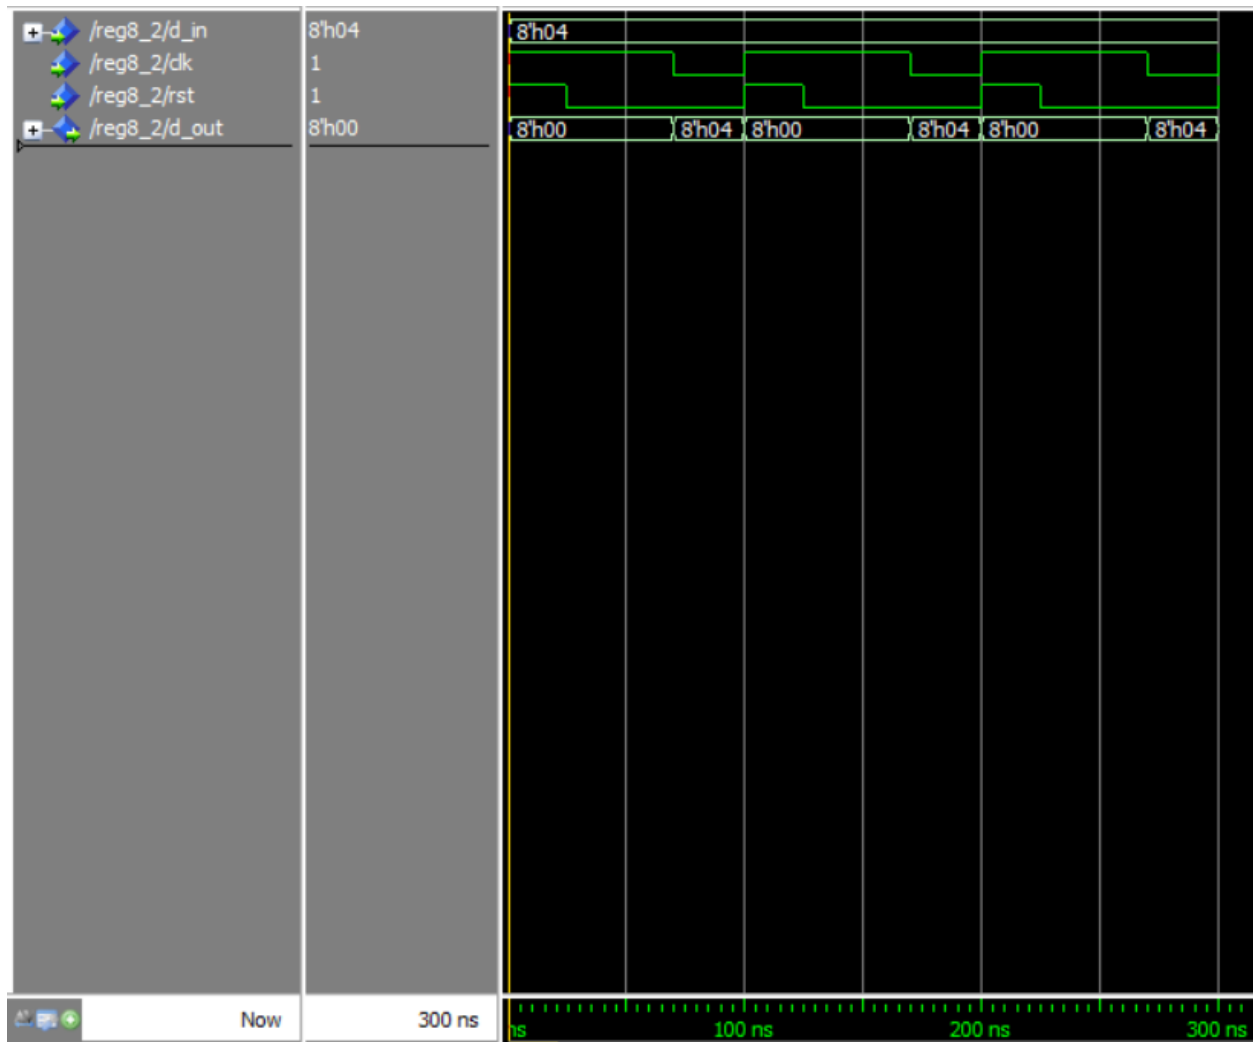 /reg8_2/d_in 8'h04 8'h04
/reg8_2/clk 1
/reg8_2/rst 1
/reg8_2/d_out 8'h00 8'h00 8'h04 8'h00 8'h04 8'h00 8'h04
Now 300 ns ns 100 ns 200 ns 300 ns